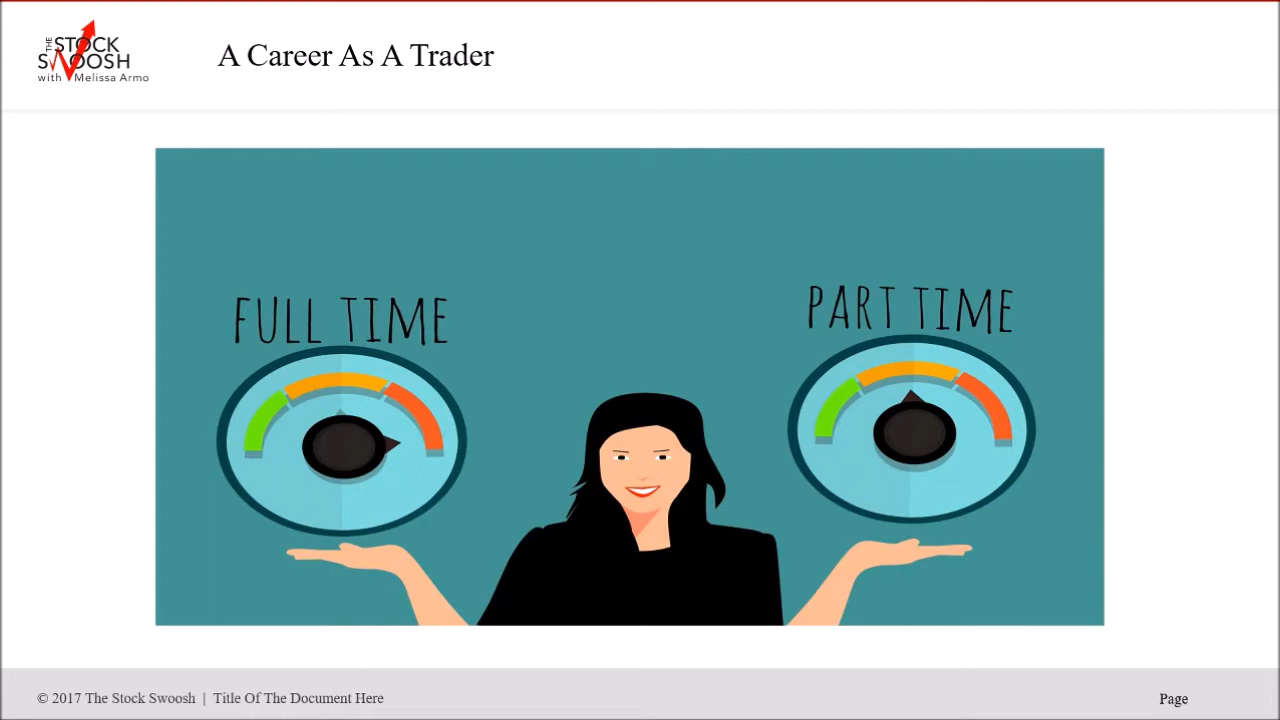 THE
STOCK
SWOOSH
with Melissa Armo
A Career As A Trader
FULL TIME
PART TIME
© 2017 The Stock Swoosh | Title Of The Document Here
Page